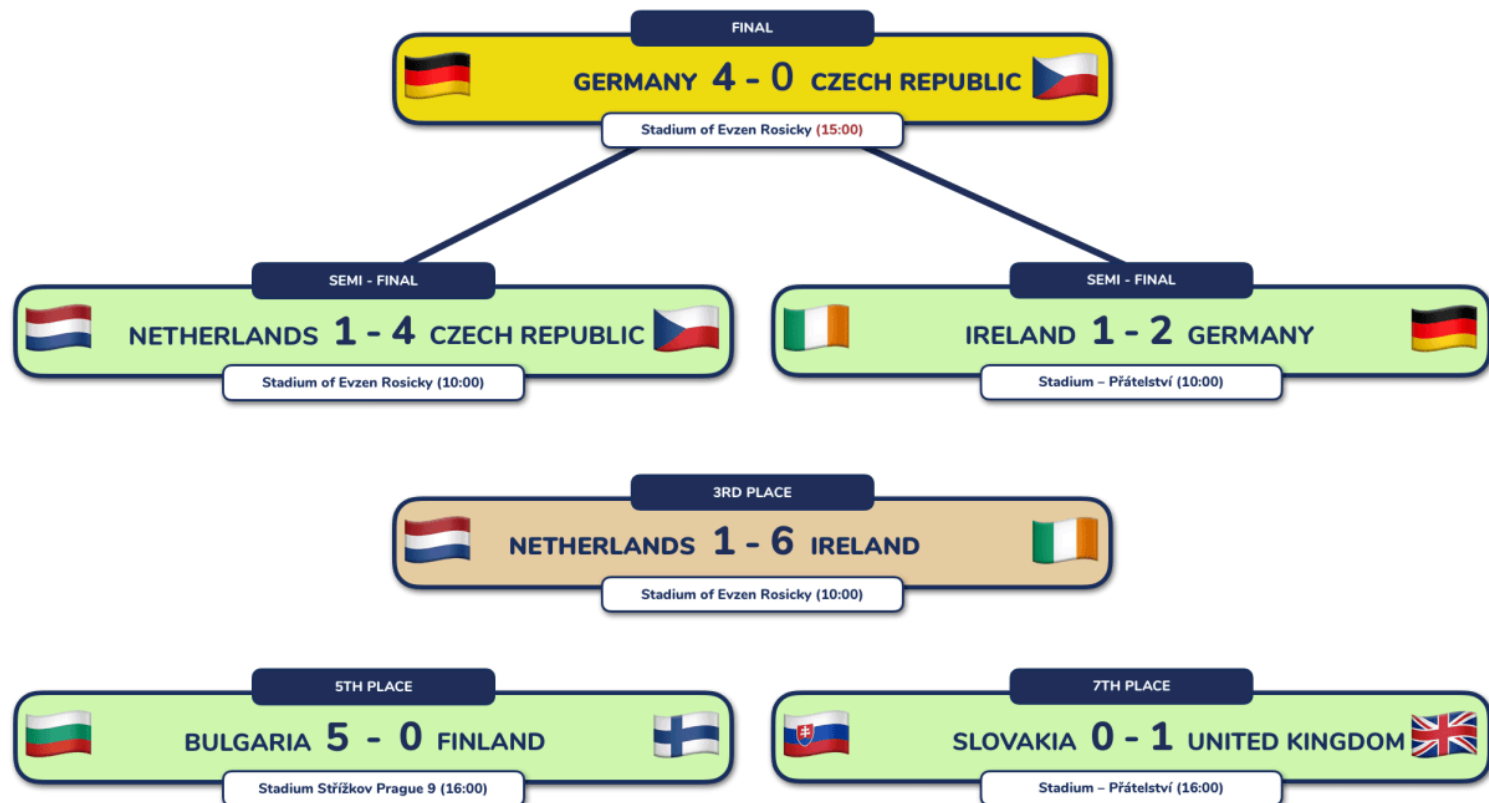 FINAL
GERMANY 4 - 0 CZECH REPUBLIC
Stadium of Evzen Rosicky (15:00)
SEMI - FINAL
NETHERLANDS 1 - 4 CZECH REPUBLIC
Stadium of Evzen Rosicky (10:00)
SEMI - FINAL
IRELAND 1 - 2 GERMANY
Stadium – Přátelství (10:00)
3RD PLACE
NETHERLANDS 1 - 6 IRELAND
Stadium of Evzen Rosicky (10:00)
5TH PLACE
BULGARIA 5 - 0 FINLAND
Stadium Střížkov Prague 9 (16:00)
7TH PLACE
SLOVAKIA 0 - 1 UNITED KINGDOM
Stadium – Přátelství (16:00)